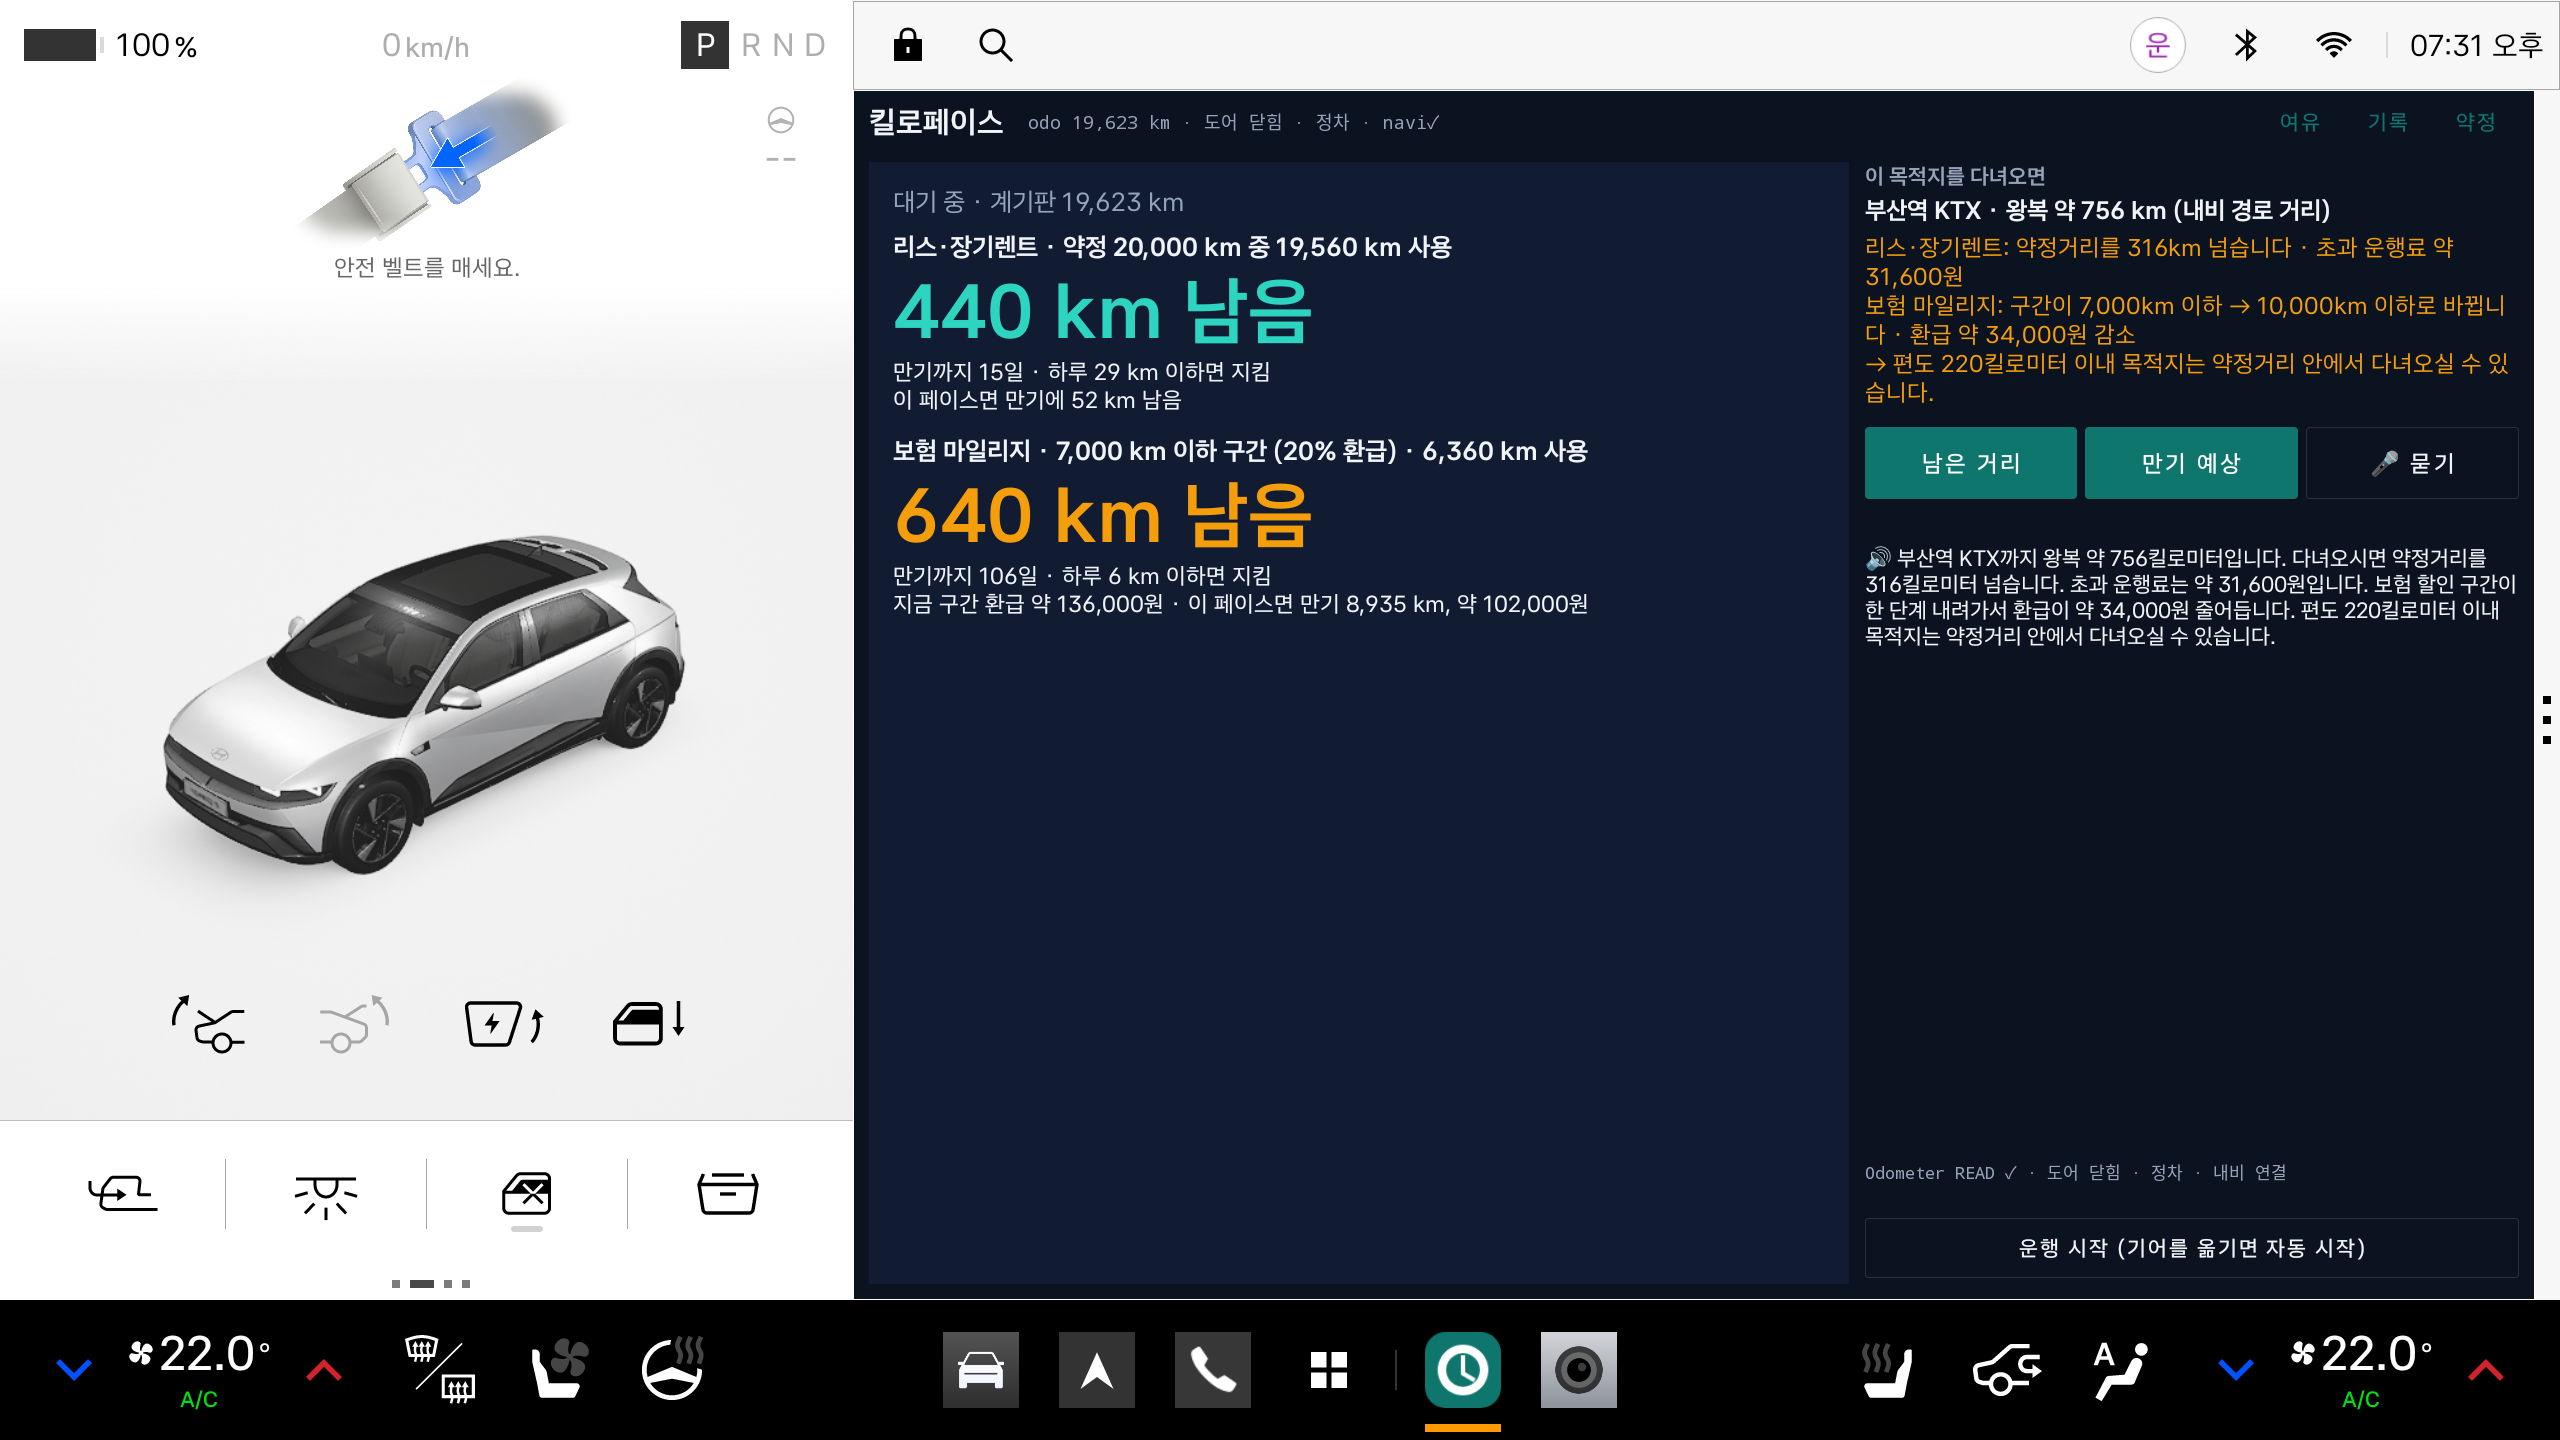 100 %
0 km/h
P R N D
안전 벨트를 매세요.
운
07:31 오후
킬로페이스
odo 19,623 km · 도어 닫힘 · 정차 · navi✓
여유
기록
약정
대기 중 · 계기판 19,623 km
리스·장기렌트 · 약정 20,000 km 중 19,560 km 사용
440 km 남음
만기까지 15일 · 하루 29 km 이하면 지킴
이 페이스면 만기에 52 km 남음
보험 마일리지 · 7,000 km 이하 구간 (20% 환급) · 6,360 km 사용
640 km 남음
만기까지 106일 · 하루 6 km 이하면 지킴
지금 구간 환급 약 136,000원 · 이 페이스면 만기 8,935 km, 약 102,000원
이 목적지를 다녀오면
부산역 KTX · 왕복 약 756 km (내비 경로 거리)
리스·장기렌트: 약정거리를 316km 넘습니다 · 초과 운행료 약
31,600원
보험 마일리지: 구간이 7,000km 이하 → 10,000km 이하로 바뀝니
다 · 환급 약 34,000원 감소
→ 편도 220킬로미터 이내 목적지는 약정거리 안에서 다녀오실 수 있
습니다.
남은 거리
만기 예상
🎤 묻기
🔊 부산역 KTX까지 왕복 약 756킬로미터입니다. 다녀오시면 약정거리를
316킬로미터 넘습니다. 초과 운행료는 약 31,600원입니다. 보험 할인 구간이
한 단계 내려가서 환급이 약 34,000원 줄어듭니다. 편도 220킬로미터 이내
목적지는 약정거리 안에서 다녀오실 수 있습니다.
Odometer READ ✓ · 도어 닫힘 · 정차 · 내비 연결
운행 시작 (기어를 옮기면 자동 시작)
22.0°
A/C
A
22.0°
A/C